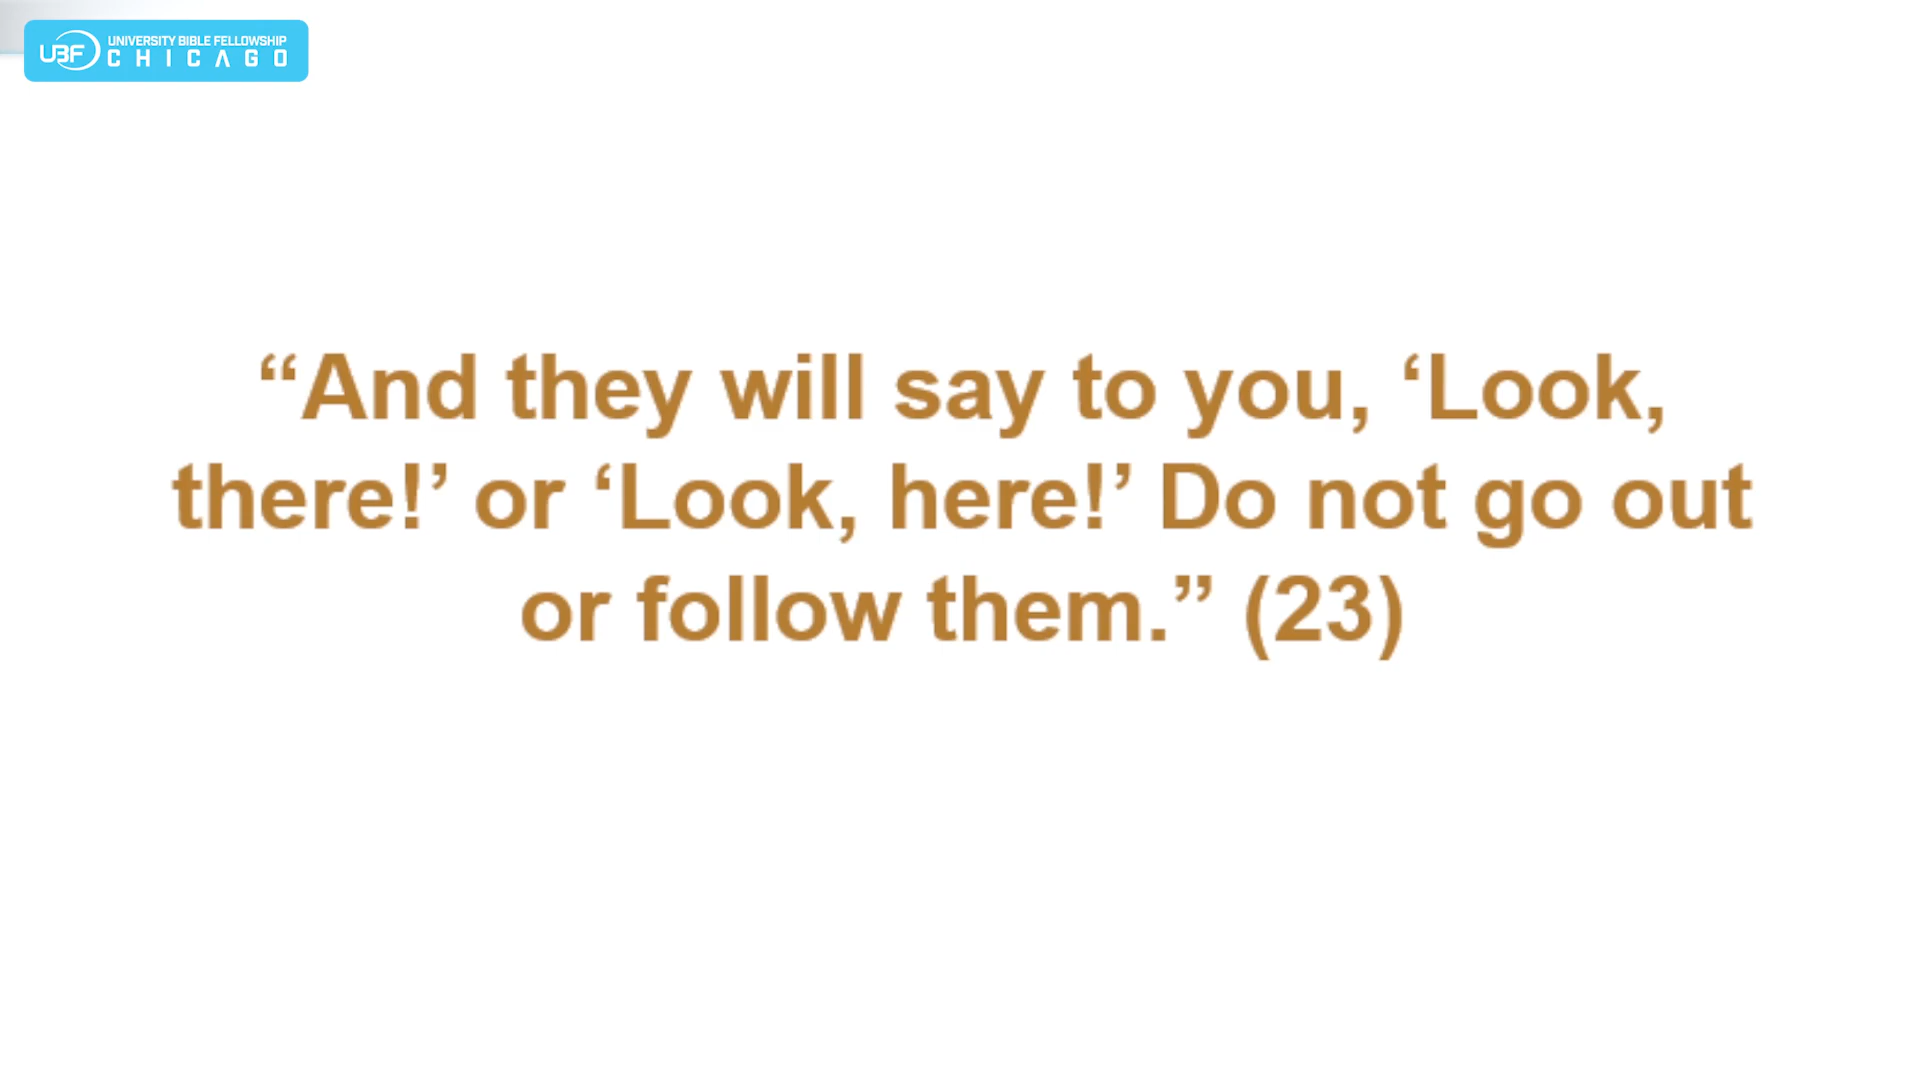 UBF UNIVERSITY BIBLE FELLOWSHIP
CHICAGO
“And they will say to you, ‘Look,
there!’ or ‘Look, here!’ Do not go out
or follow them.” (23)